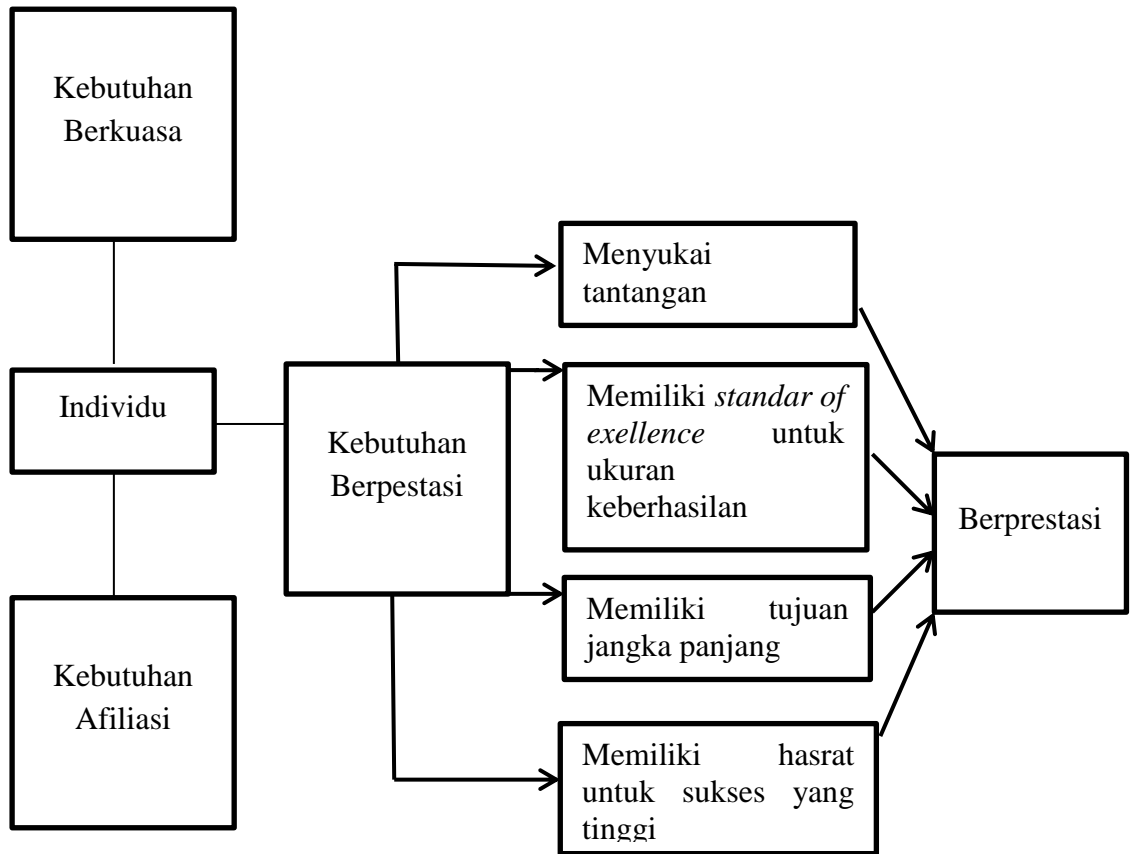 Kebutuhan
Berkuasa
Menyukai
tantangan
Individu
Kebutuhan
Berpestasi
Memiliki standar of
exellence untuk
ukuran
keberhasilan
Berprestasi
Memiliki tujuan
jangka panjang
Kebutuhan
Afiliasi
Memiliki hasrat
untuk sukses yang
tinggi